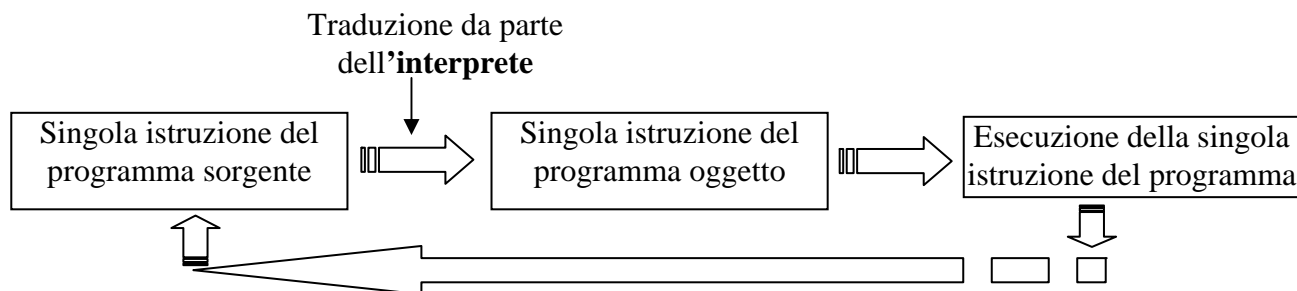 Traduzione da parte
dell'interprete
Singola istruzione del
programma sorgente
Singola istruzione del
programma oggetto
Esecuzione della singola
istruzione del programma